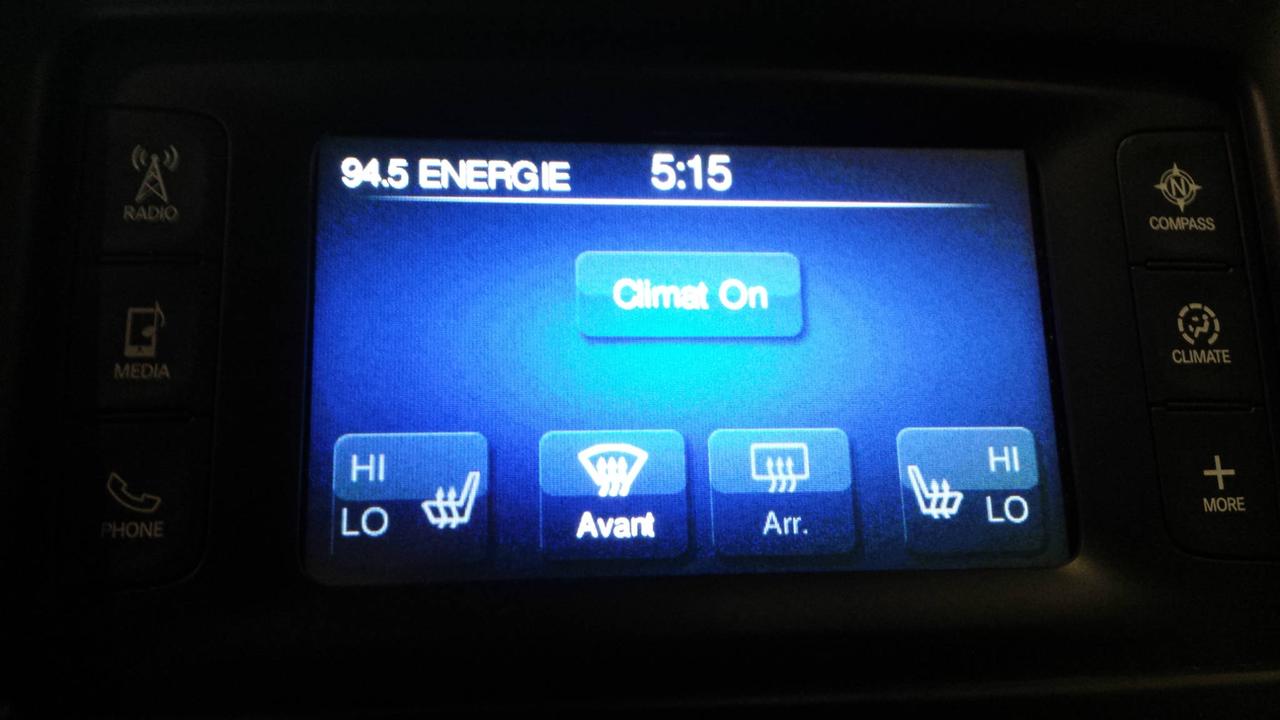 94.5 ENERGIE 5:15
RADIO
MEDIA
PHONE
Climat On
HI
LO
Avant
Arr.
HI
LO
N
COMPASS
CLIMATE
MORE